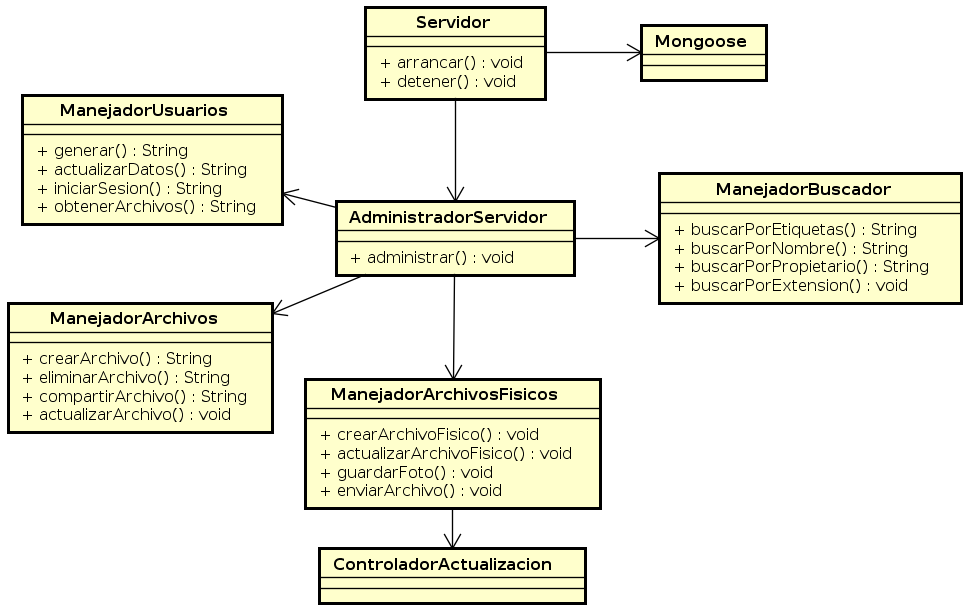 Servidor
+ arrancar() : void
+ detener() : void
Mongoose
ManejadorUsuarios
+ generar() : String
+ actualizarDatos() : String
+ iniciarSesion() : String
+ obtenerArchivos() : String
AdministradorServidor
+ administrar() : void
ManejadorBuscador
+ buscarPorEtiquetas() : String
+ buscarPorNombre() : String
+ buscarPorPropietario() : String
+ buscarPorExtension() : void
ManejadorArchivos
+ crearArchivo() : String
+ eliminarArchivo() : String
+ compartirArchivo() : String
+ actualizarArchivo() : void
ManejadorArchivosFisicos
+ crearArchivoFisico() : void
+ actualizarArchivoFisico() : void
+ guardarFoto() : void
+ enviarArchivo() : void
ControladorActualizacion